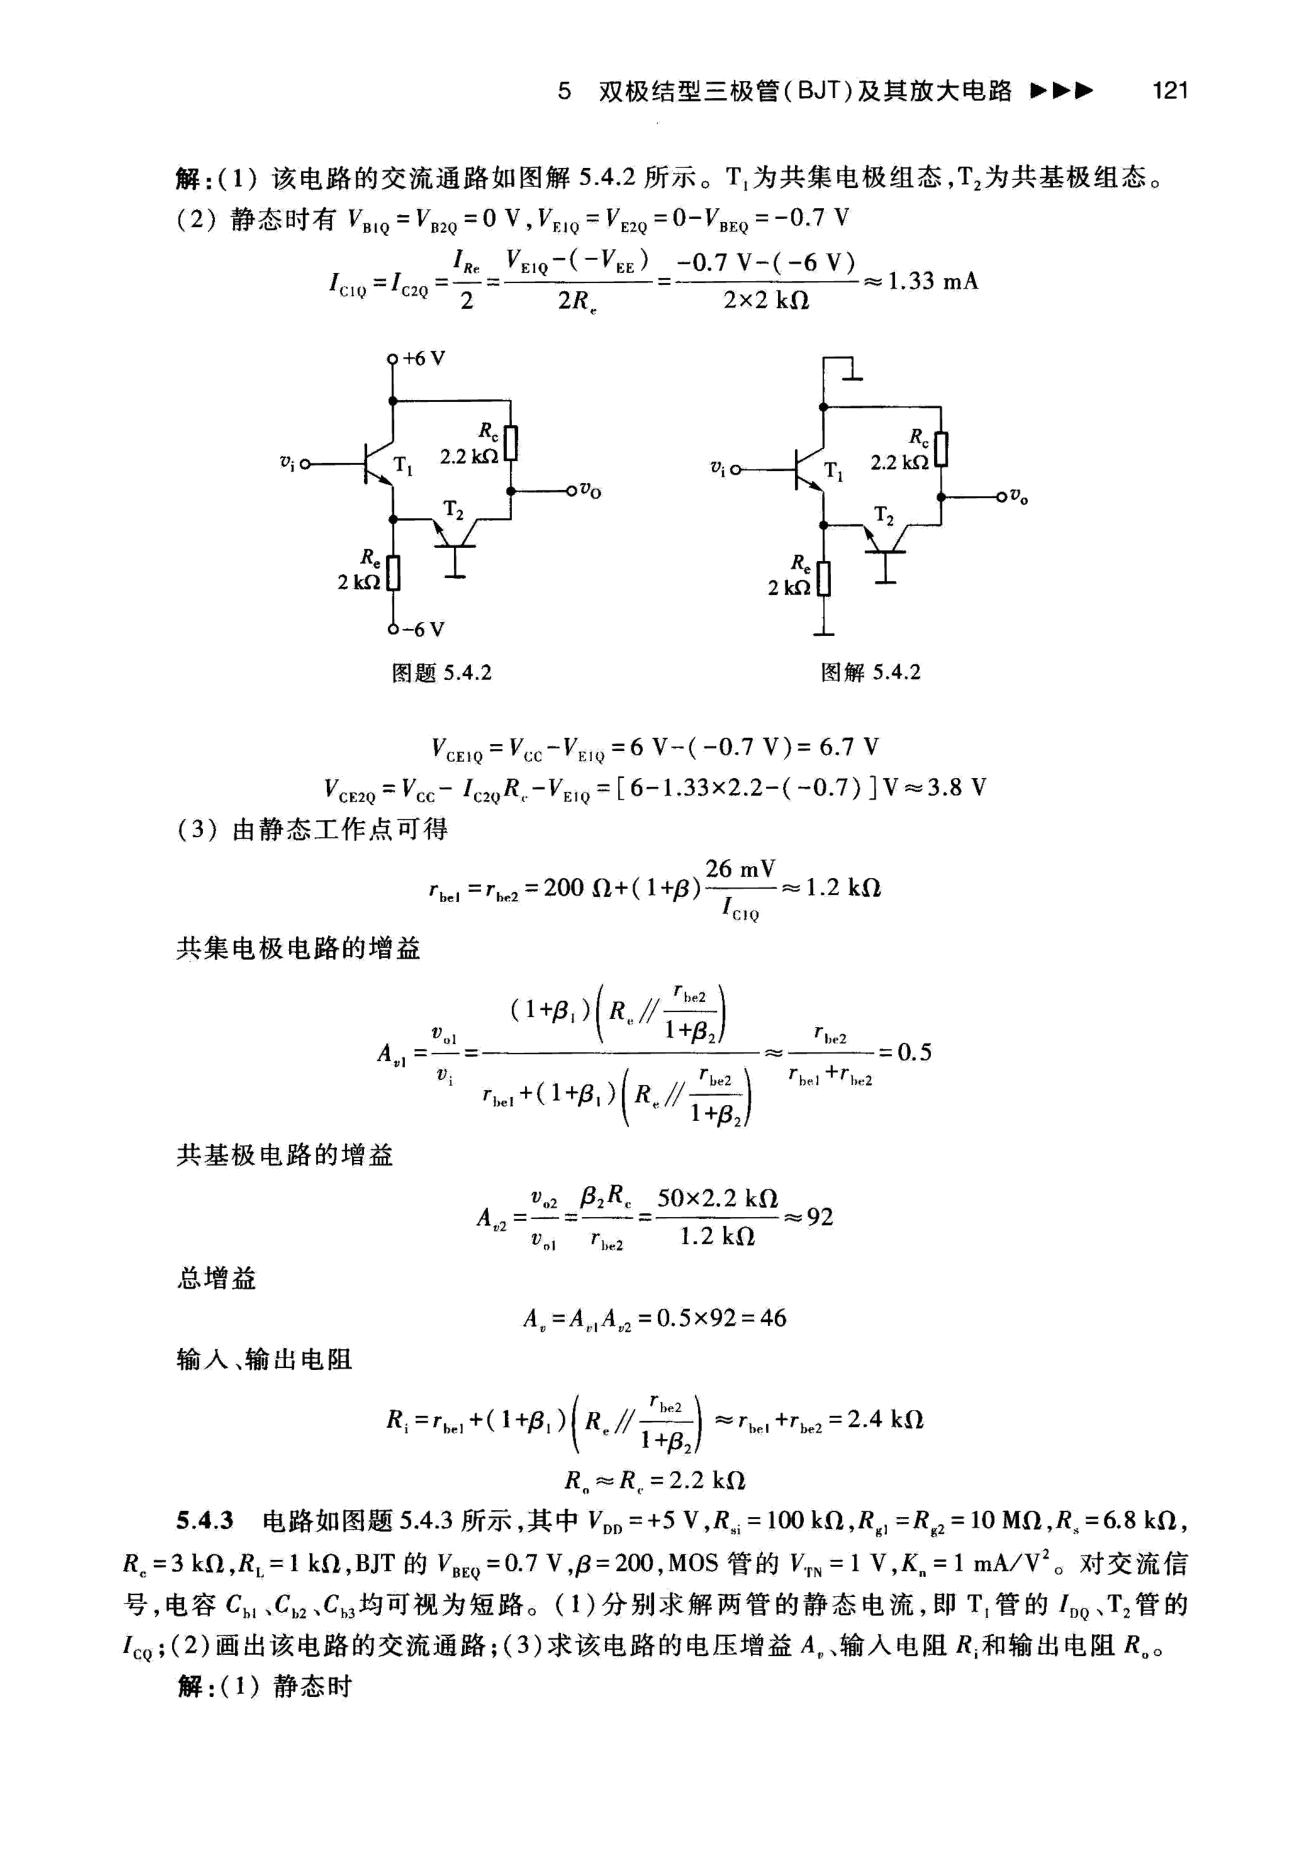 5 双极结型三极管(BJT)及其放大电路 ▶▶▶ 121
解:(1) 该电路的交流通路如图解 5.4.2 所示。T₁为共集电极组态,T₂为共基极组态。
(2) 静态时有 V_B1Q=V_B2Q=0 V,V_E1Q=V_E2Q=0-V_BEQ=-0.7 V
I_C1Q=I_C2Q=I_Re/2=(V_E1Q-(-V_EE))/(2R_e)=(-0.7 V-(-6 V))/(2×2 kΩ)≈1.33 mA
+6 V
R_c
2.2 kΩ
v_i
T₁
v_O
T₂
R_e
2 kΩ
-6 V
图题 5.4.2
R_c
2.2 kΩ
v_i
T₁
v_o
T₂
R_e
2 kΩ
图解 5.4.2
V_CE1Q=V_CC-V_E1Q=6 V-(-0.7 V)=6.7 V
V_CE2Q=V_CC-I_C2QR_c-V_E1Q=[6-1.33×2.2-(-0.7)]V≈3.8 V
(3) 由静态工作点可得
r_be1=r_be2=200 Ω+(1+β)26 mV/I_C1Q≈1.2 kΩ
共集电极电路的增益
A_v1=v_o1/v_i=((1+β₁)(R_e∥r_be2/(1+β₂)))/(r_be1+(1+β₁)(R_e∥r_be2/(1+β₂)))≈r_be2/(r_be1+r_be2)=0.5
共基极电路的增益
A_v2=v_o2/v_o1=β₂R_c/r_be2=(50×2.2 kΩ)/(1.2 kΩ)≈92
总增益
A_v=A_v1A_v2=0.5×92=46
输入、输出电阻
R_i=r_be1+(1+β₁)(R_e∥r_be2/(1+β₂))≈r_be1+r_be2=2.4 kΩ
R_o≈R_c=2.2 kΩ
5.4.3 电路如图题 5.4.3 所示,其中 V_DD=+5 V,R_si=100 kΩ,R_g1=R_g2=10 MΩ,R_s=6.8 kΩ,
R_e=3 kΩ,R_L=1 kΩ,BJT 的 V_BEQ=0.7 V,β=200,MOS 管的 V_TN=1 V,K_n=1 mA/V²。对交流信
号,电容 C_b1、C_b2、C_b3均可视为短路。(1)分别求解两管的静态电流,即 T₁管的 I_DQ、T₂管的
I_CQ;(2)画出该电路的交流通路;(3)求该电路的电压增益 A_v、输入电阻 R_i和输出电阻 R_o。
解:(1) 静态时